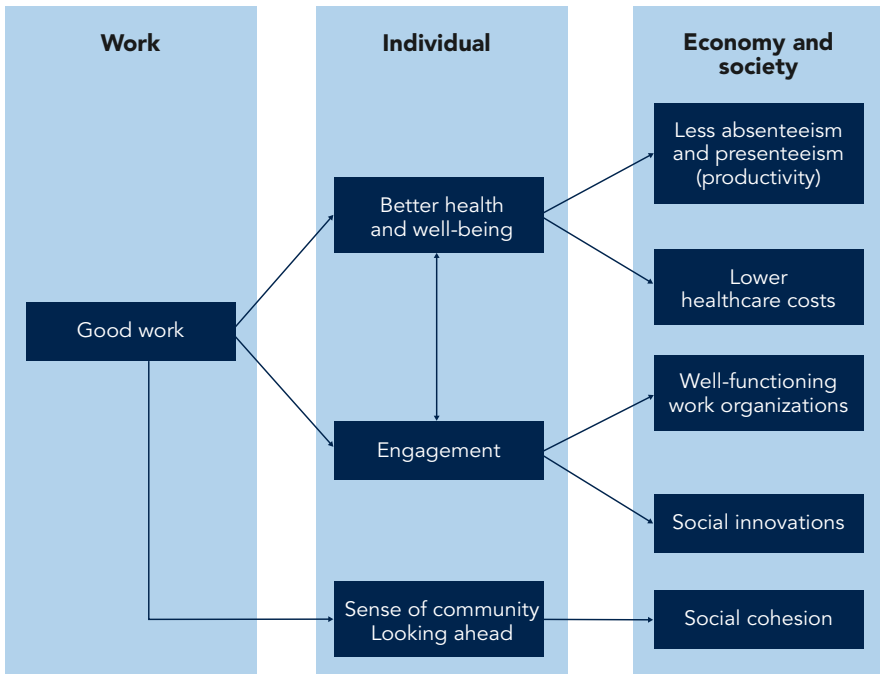 Work
Individual
Economy and
society
Good work
Better health
and well-being
Engagement
Sense of community
Looking ahead
Less absenteeism
and presenteeism
(productivity)
Lower
healthcare costs
Well-functioning
work organizations
Social innovations
Social cohesion